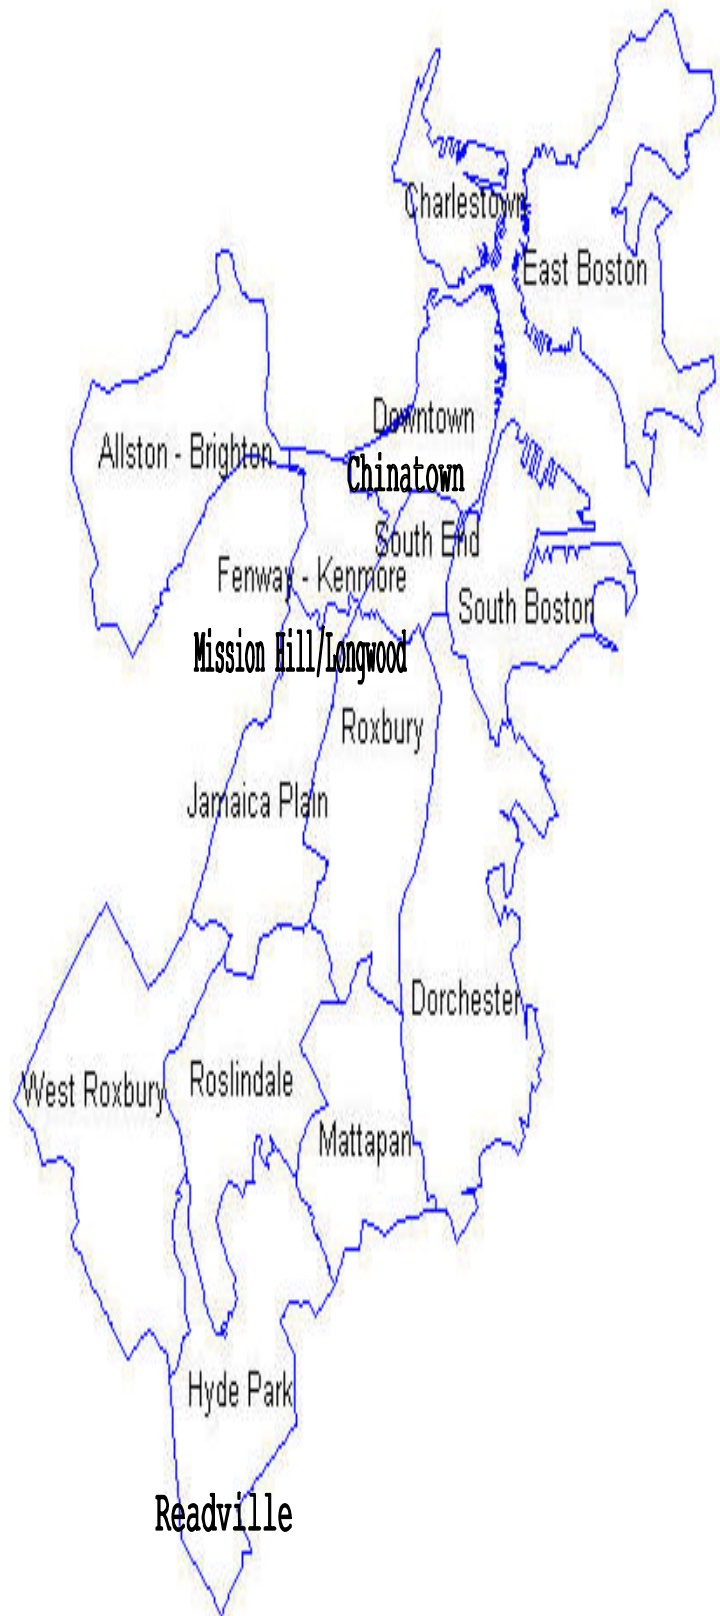 Charlestown
East Boston
Downtown
Allston - Brighton
Chinatown
South End
Fenway - Kenmore
South Boston
Mission Hill/Longwood
Roxbury
Jamaica Plain
Dorchester
Roslindale
West Roxbury
Mattapan
Hyde Park
Readville